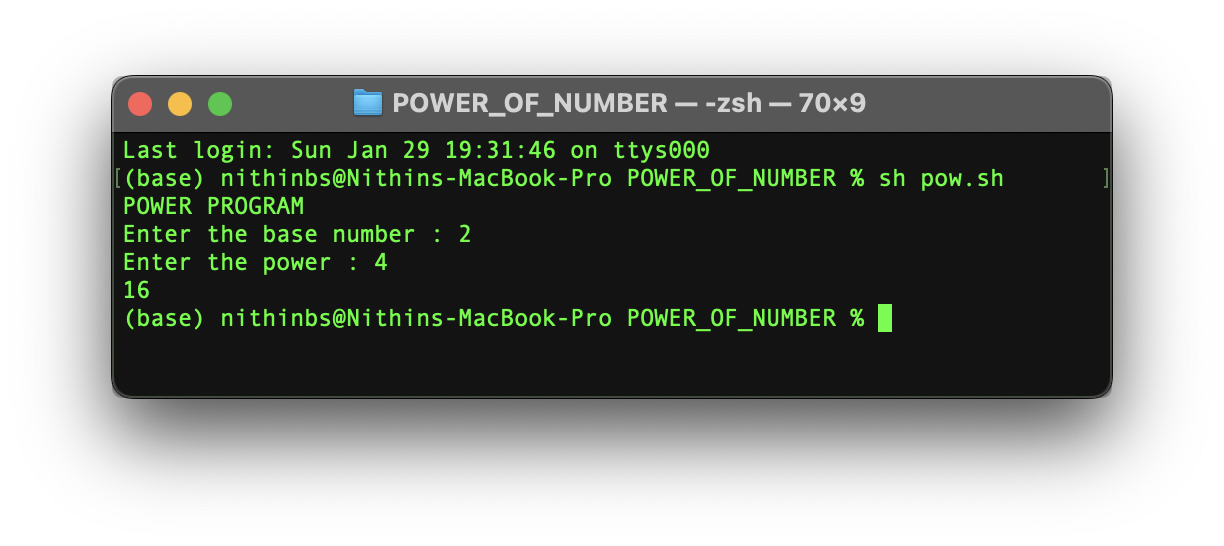 POWER_OF_NUMBER — -zsh — 70×9
Last login: Sun Jan 29 19:31:46 on ttys000
[(base) nithinbs@Nithins-MacBook-Pro POWER_OF_NUMBER % sh pow.sh ]
POWER PROGRAM
Enter the base number : 2
Enter the power : 4
16
(base) nithinbs@Nithins-MacBook-Pro POWER_OF_NUMBER %